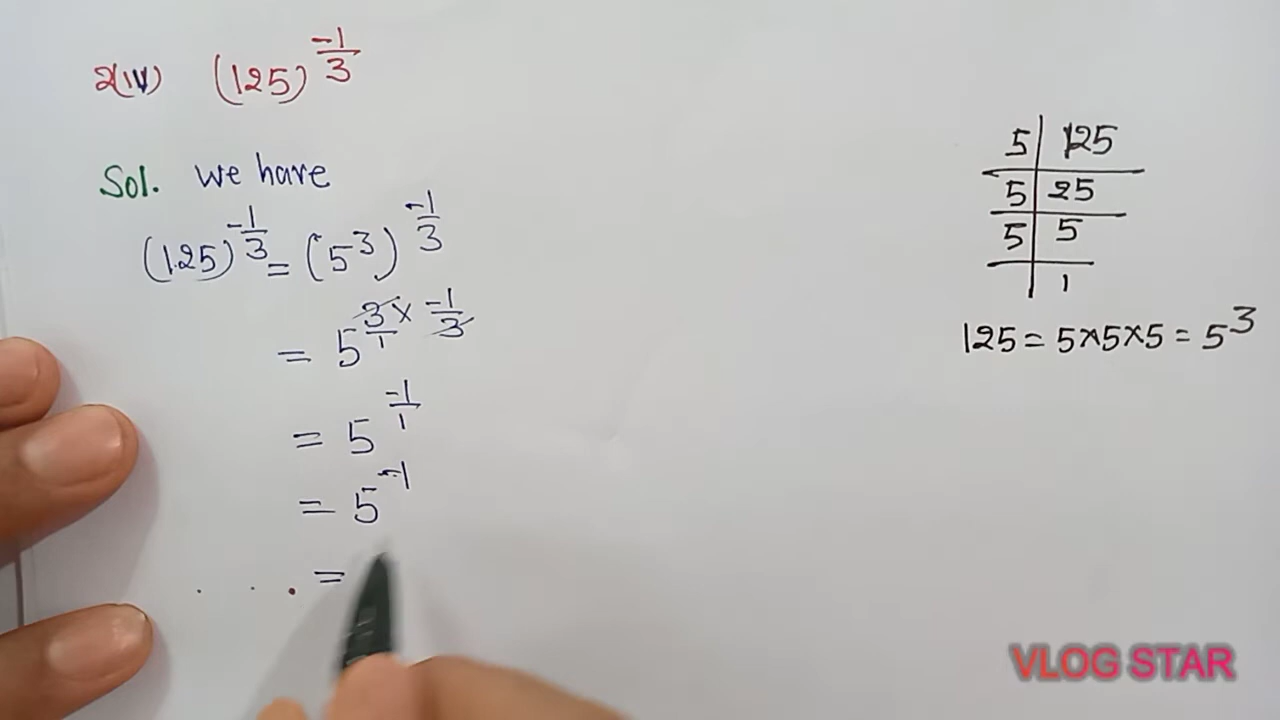 2(iv) (125)^{-1/3}
Sol. we have
(125)^{-1/3} = (5^3)^{-1/3}
= 5^{3/1 × -1/3}
= 5^{-1/1}
= 5^{-1}
=
5 | 125
5 | 25
5 | 5
| 1
125 = 5×5×5 = 5^3
VLOG STAR